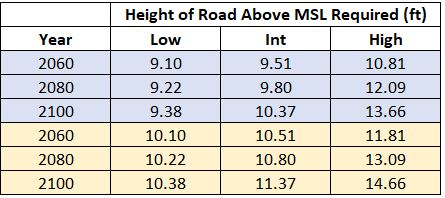 Height of Road Above MSL Required (ft)
Year Low Int High
2060 9.10 9.51 10.81
2080 9.22 9.80 12.09
2100 9.38 10.37 13.66
2060 10.10 10.51 11.81
2080 10.22 10.80 13.09
2100 10.38 11.37 14.66